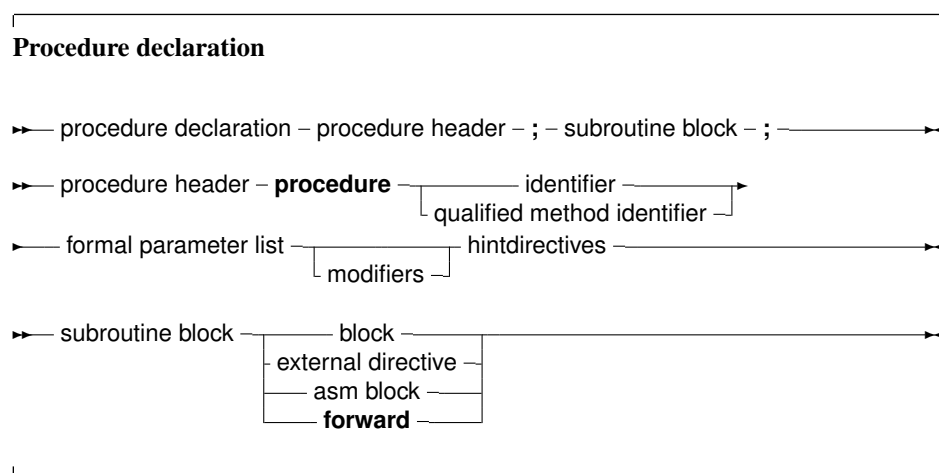 Procedure declaration
procedure declaration – procedure header – ; – subroutine block – ;
procedure header – procedure identifier
qualified method identifier
formal parameter list hintdirectives
modifiers
subroutine block block
external directive
asm block
forward